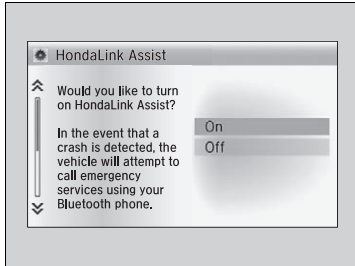 HondaLink Assist
Would you like to turn
on HondaLink Assist?
In the event that a
crash is detected, the
vehicle will attempt to
call emergency
services using your
Bluetooth phone.
On
Off